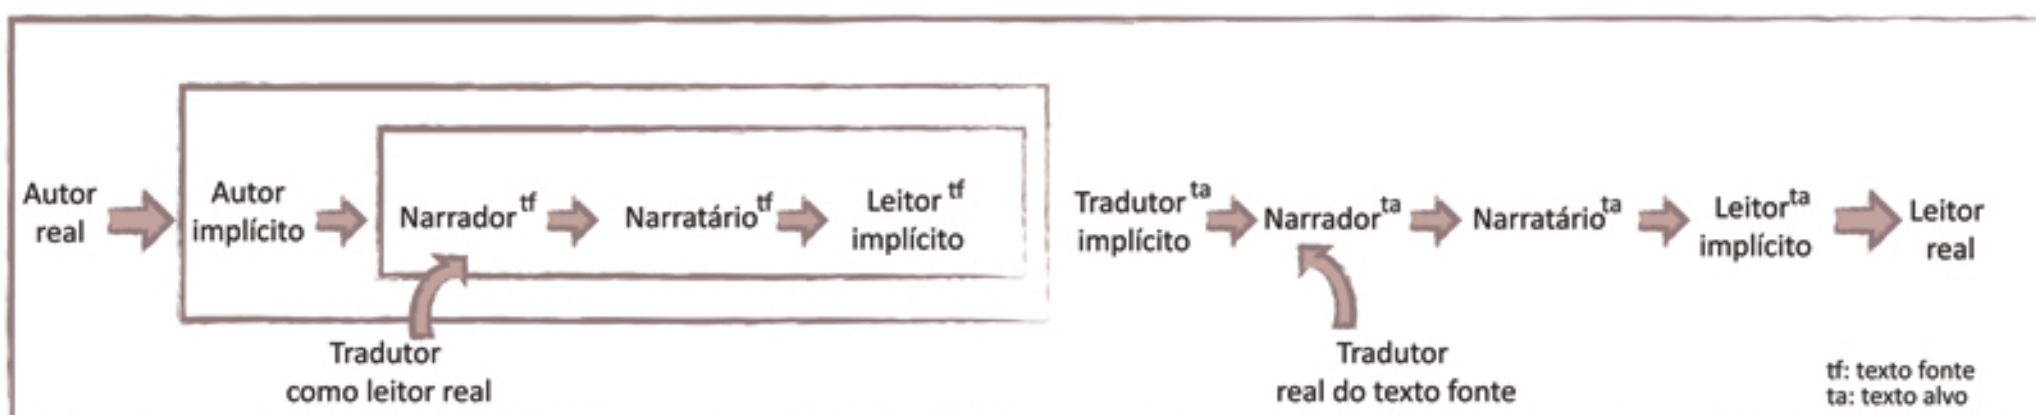 Autor
real
Autor
implícito
Narrador tf
Narratário tf
Leitor tf
implícito
Tradutor ta
implícito
Narrador ta
Narratário ta
Leitor ta
implícito
Leitor
real
Tradutor
como leitor real
Tradutor
real do texto fonte
tf: texto fonte
ta: texto alvo